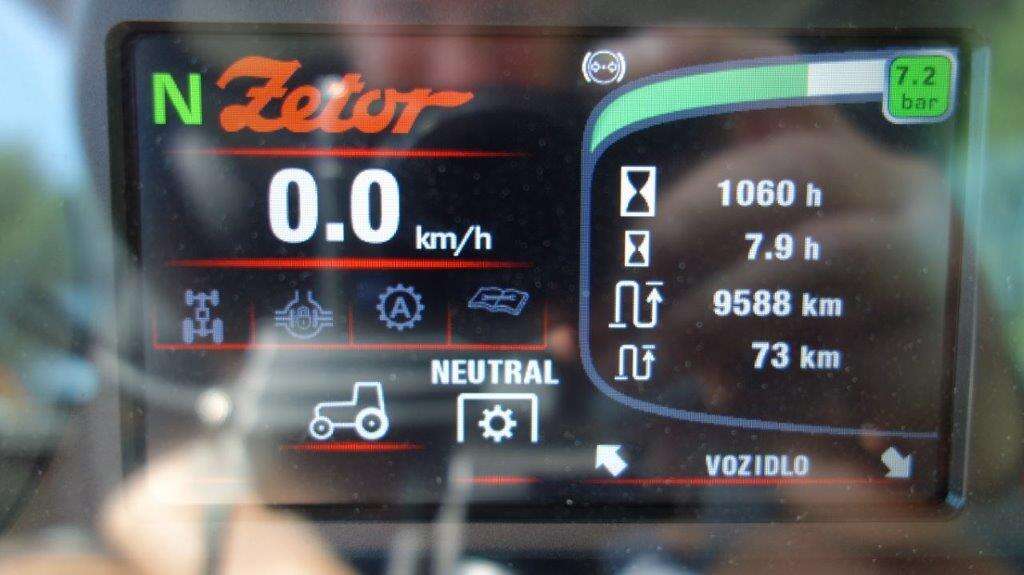 N Zetor
0.0 km/h
A
NEUTRAL
7.2
bar
1060 h
7.9 h
9588 km
73 km
VOZIDLO